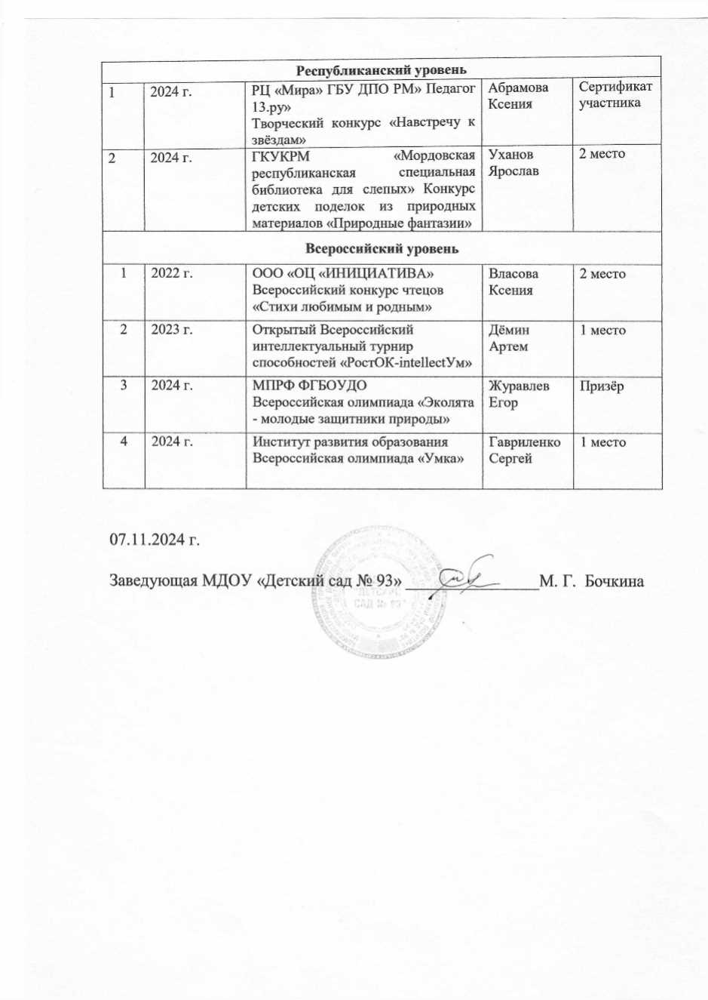 Республиканский уровень
1
2024 г.
РЦ «Мира» ГБУ ДПО РМ» Педагог
13.ру»
Творческий конкурс «Навстречу к
звёздам»
Абрамова
Ксения
Сертификат
участника
2
2024 г.
ГКУКРМ «Мордовская
республиканская специальная
библиотека для слепых» Конкурс
детских поделок из природных
материалов «Природные фантазии»
Уханов
Ярослав
2 место
Всероссийский уровень
1
2022 г.
ООО «ОЦ «ИНИЦИАТИВА»
Всероссийский конкурс чтецов
«Стихи любимым и родным»
Власова
Ксения
2 место
2
2023 г.
Открытый Всероссийский
интеллектуальный турнир
способностей «РостОК-intellectУм»
Дёмин
Артем
1 место
3
2024 г.
МПРФ ФГБОУДО
Всероссийская олимпиада «Эколята
- молодые защитники природы»
Журавлев
Егор
Призёр
4
2024 г.
Институт развития образования
Всероссийская олимпиада «Умка»
Гавриленко
Сергей
1 место
07.11.2024 г.
Заведующая МДОУ «Детский сад № 93» ________________ М. Г. Бочкина
САД № 93"